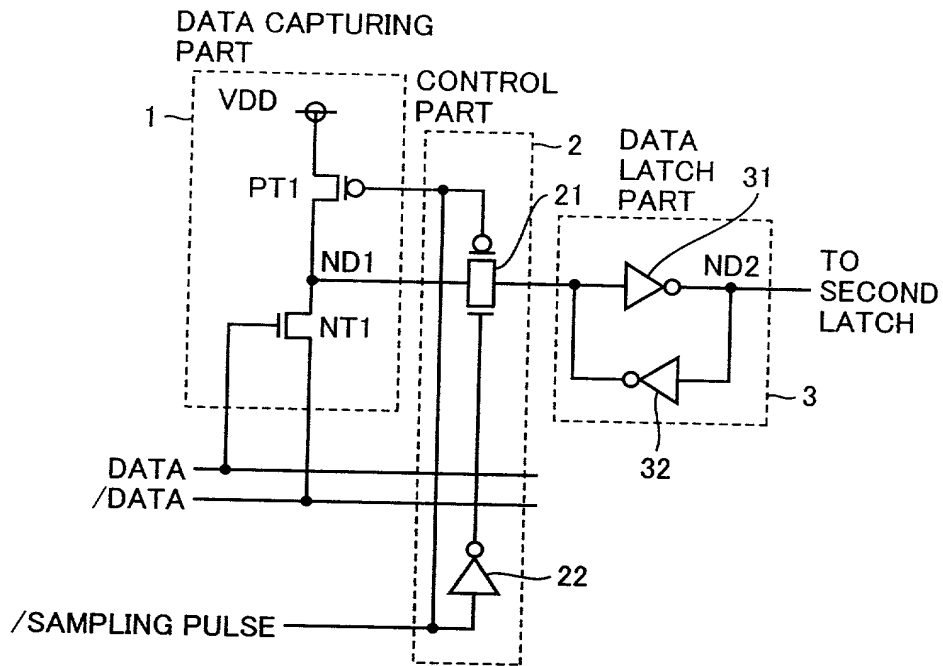 DATA CAPTURING
PART
1
VDD
PT1
ND1
NT1
CONTROL
PART
2
21
DATA
LATCH
PART
31
ND2
TO
SECOND
LATCH
32
3
DATA
/DATA
22
/SAMPLING PULSE